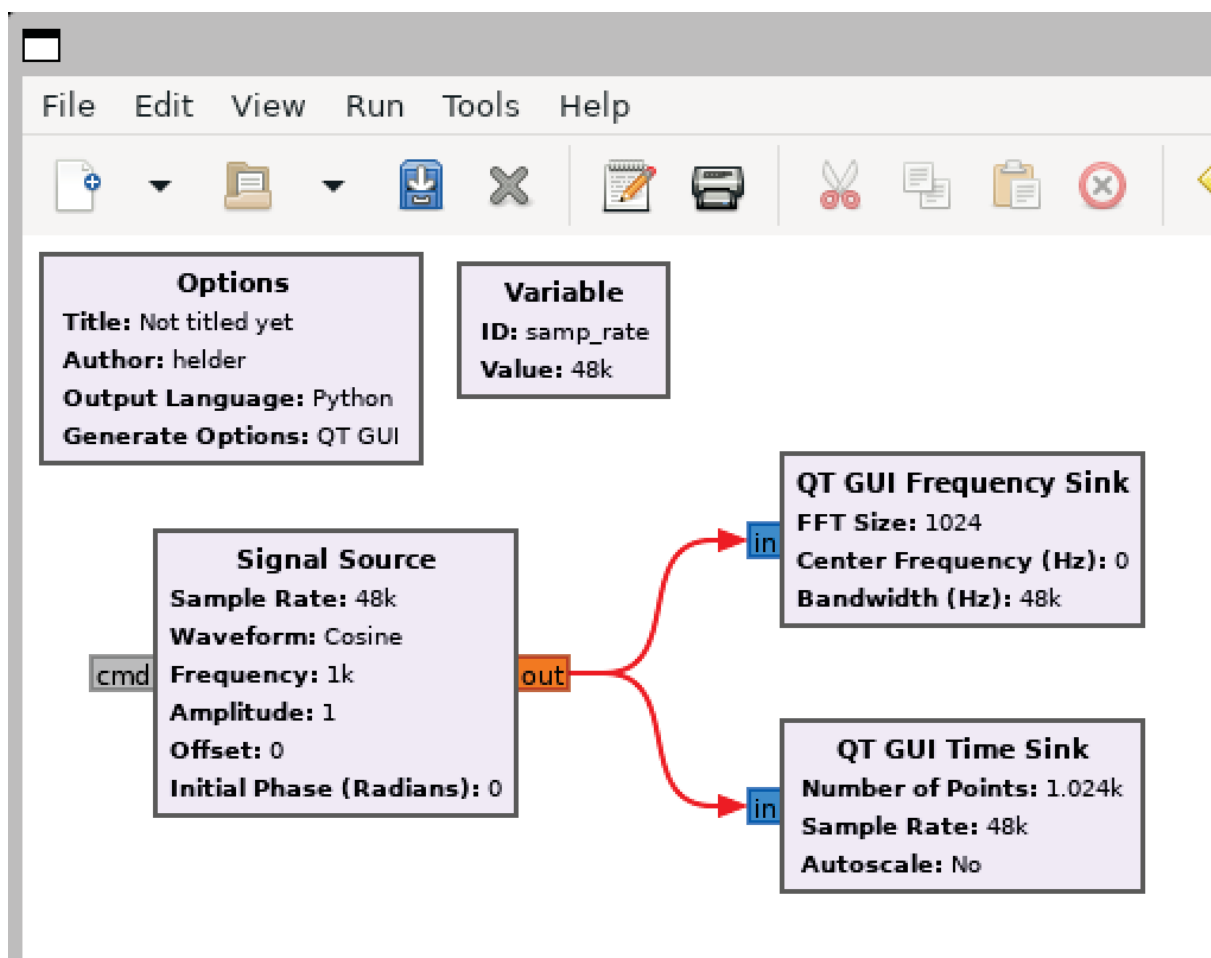 File Edit View Run Tools Help
Options
Title: Not titled yet
Author: helder
Output Language: Python
Generate Options: QT GUI
Variable
ID: samp_rate
Value: 48k
QT GUI Frequency Sink
FFT Size: 1024
Center Frequency (Hz): 0
Bandwidth (Hz): 48k
in
Signal Source
Sample Rate: 48k
Waveform: Cosine
Frequency: 1k
Amplitude: 1
Offset: 0
Initial Phase (Radians): 0
cmd
out
QT GUI Time Sink
Number of Points: 1.024k
Sample Rate: 48k
Autoscale: No
in